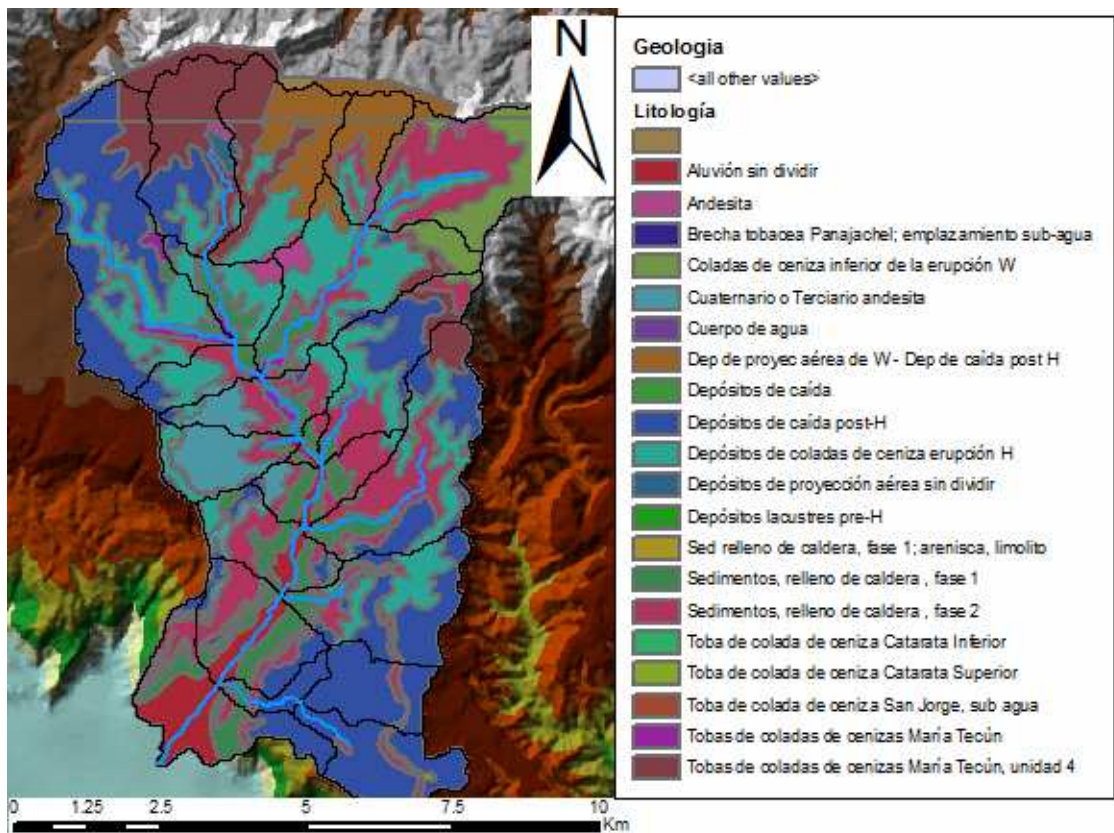 N
Geologia
<all other values>
Litología
Aluvión sin dividir
Andesita
Brecha tobacea Panajachel; emplazamiento sub-agua
Coladas de ceniza inferior de la erupción W
Cuaternario o Terciario andesita
Cuerpo de agua
Dep de proyec aérea de W - Dep de caída post H
Depósitos de caída
Depósitos de caída post-H
Depósitos de coladas de ceniza erupción H
Depósitos de proyección aérea sin dividir
Depósitos lacustres pre-H
Sed relleno de caldera, fase 1; arenisca, limolito
Sedimentos, relleno de caldera , fase 1
Sedimentos, relleno de caldera , fase 2
Toba de colada de ceniza Catarata Inferior
Toba de colada de ceniza Catarata Superior
Toba de colada de ceniza San Jorge, sub agua
Tobas de coladas de cenizas María Tecún
Tobas de coladas de cenizas María Tecún, unidad 4
0 1.25 2.5 5 7.5 10
Km